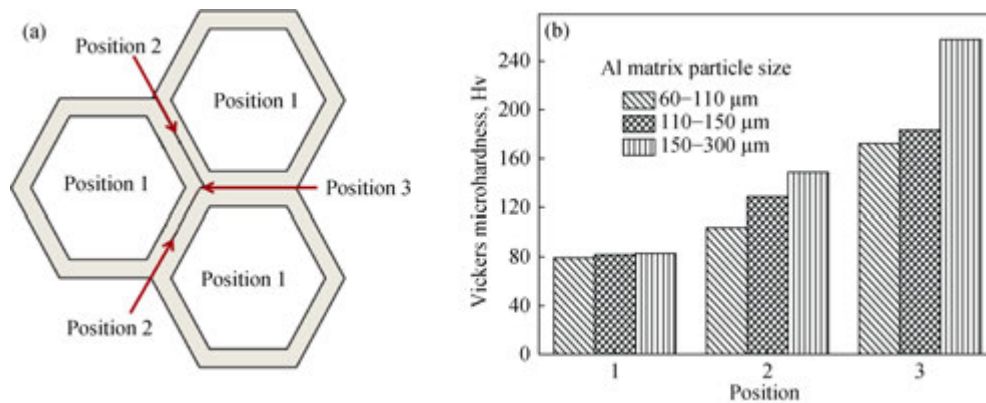 (a)
Position 2
Position 1
Position 1
Position 3
Position 1
Position 2
(b)
Vickers microhardness, Hv
240
200
160
120
80
40
0
Al matrix particle size
60−110 μm
110−150 μm
150−300 μm
1
2
3
Position